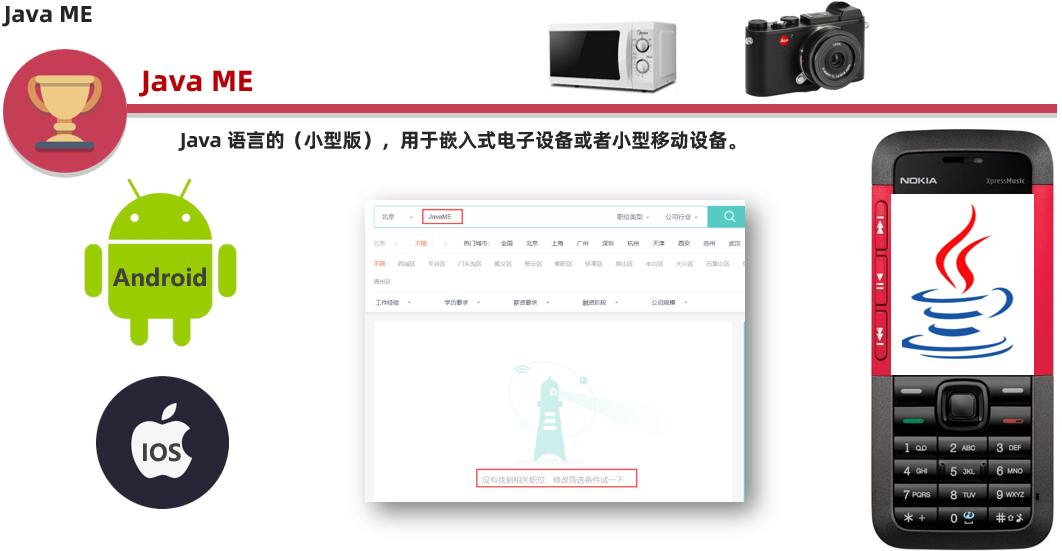 Java ME
Java ME
Java 语言的（小型版），用于嵌入式电子设备或者小型移动设备。
Android
IOS
北京
JavaME
职位类型
公司行业
北京
不限
热门城市：
全国
北京
上海
广州
深圳
杭州
天津
西安
苏州
武汉
不限
西城区
平谷区
门头沟区
顺义区
密云区
朝阳区
怀柔区
房山区
丰台区
大兴区
石景山区
通州区
工作经验
学历要求
薪资要求
融资阶段
公司规模
没有找到相关职位，修改筛选条件试一下
NOKIA
XpressMusic
1
2 ABC
3 DEF
4 GHI
5 JKL
6 MNO
7 PQRS
8 TUV
9 WXYZ
* +
0
#